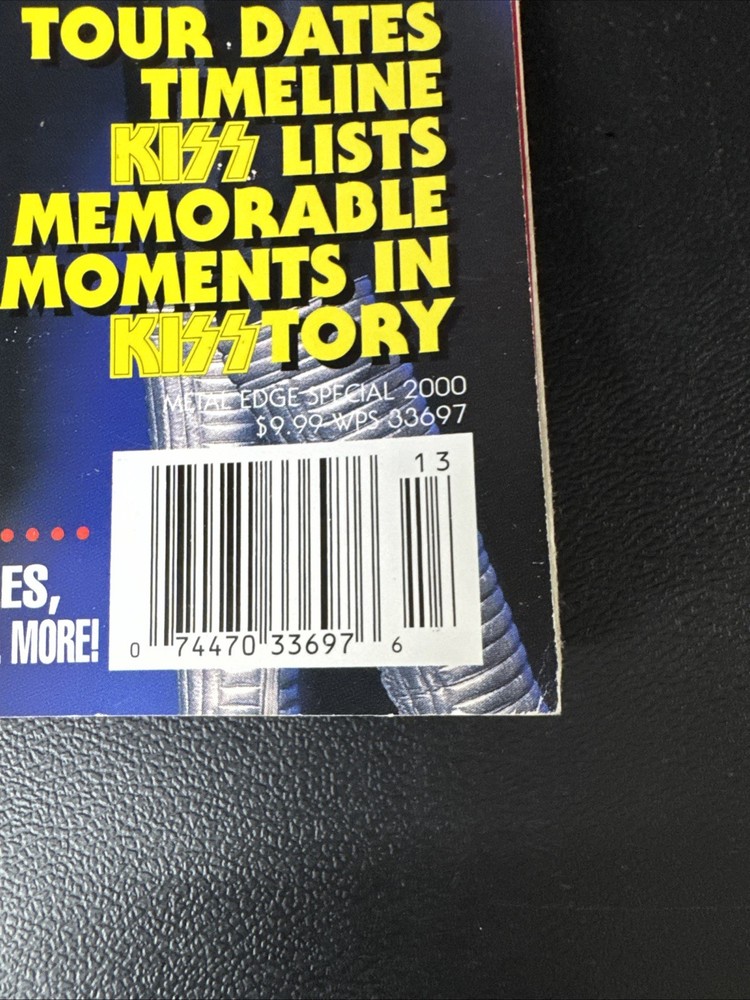 TOUR DATES
TIMELINE
KISS LISTS
MEMORABLE
MOMENTS IN
KISSTORY
METAL EDGE SPECIAL 2000
$9.99 WPS 33697
13
0 74470 33697 6
ES,
MORE!